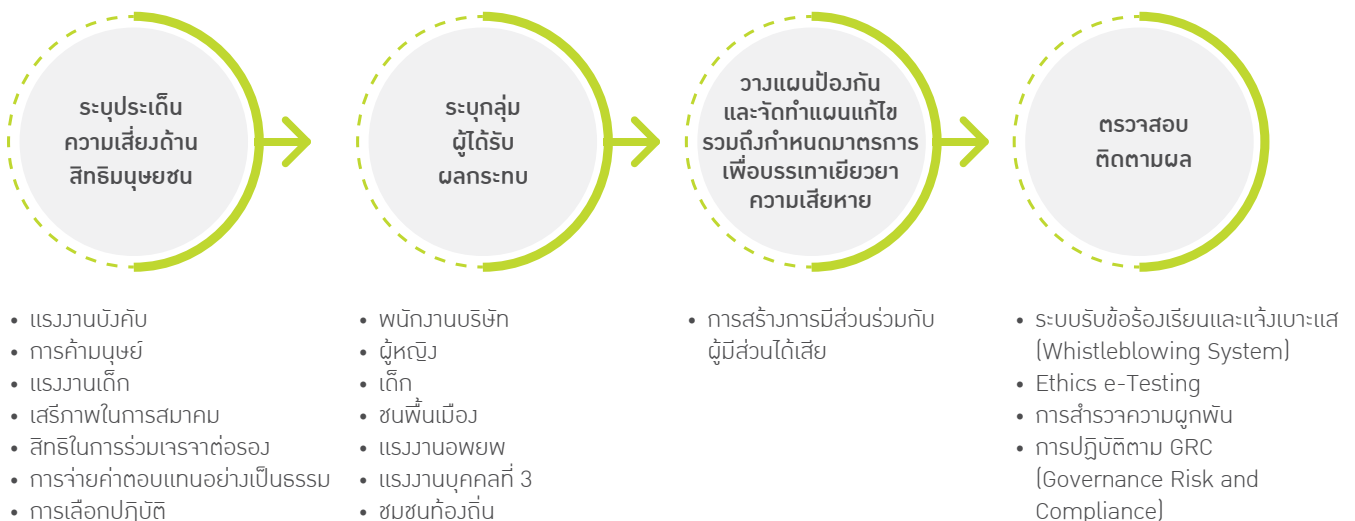 ระบุประเด็น
ความเสี่ยงด้าน
สิทธิมนุษยชน
ระบุกลุ่ม
ผู้ได้รับ
ผลกระทบ
วางแผนป้องกัน
และจัดทำแผนแก้ไข
รวมถึงกำหนดมาตรการ
เพื่อบรรเทาเยียวยา
ความเสียหาย
ตรวจสอบ
ติดตามผล
• แรงงานบังคับ
• การค้ามนุษย์
• แรงงานเด็ก
• เสรีภาพในการสมาคม
• สิทธิในการร่วมเจรจาต่อรอง
• การจ่ายค่าตอบแทนอย่างเป็นธรรม
• การเลือกปฏิบัติ
• พนักงานบริษัท
• ผู้หญิง
• เด็ก
• ชนพื้นเมือง
• แรงงานอพยพ
• แรงงานบุคคลที่ 3
• ชุมชนท้องถิ่น
• การสร้างการมีส่วนร่วมกับ
ผู้มีส่วนได้เสีย
• ระบบรับข้อร้องเรียนและแจ้งเบาะแส
(Whistleblowing System)
• Ethics e-Testing
• การสำรวจความผูกพัน
• การปฏิบัติตาม GRC
(Governance Risk and
Compliance)